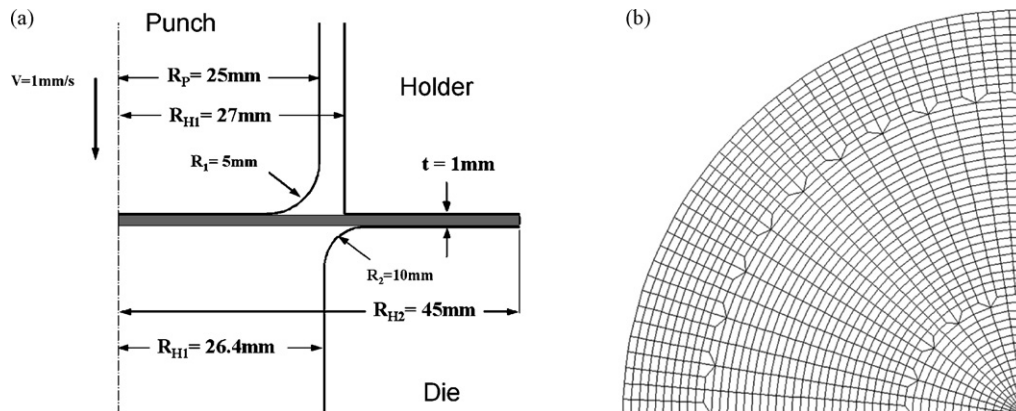 (a)
Punch
V=1mm/s
R_P= 25mm
Holder
R_H1= 27mm
R_1= 5mm
t = 1mm
R_2=10mm
R_H2= 45mm
R_H1= 26.4mm
Die
(b)